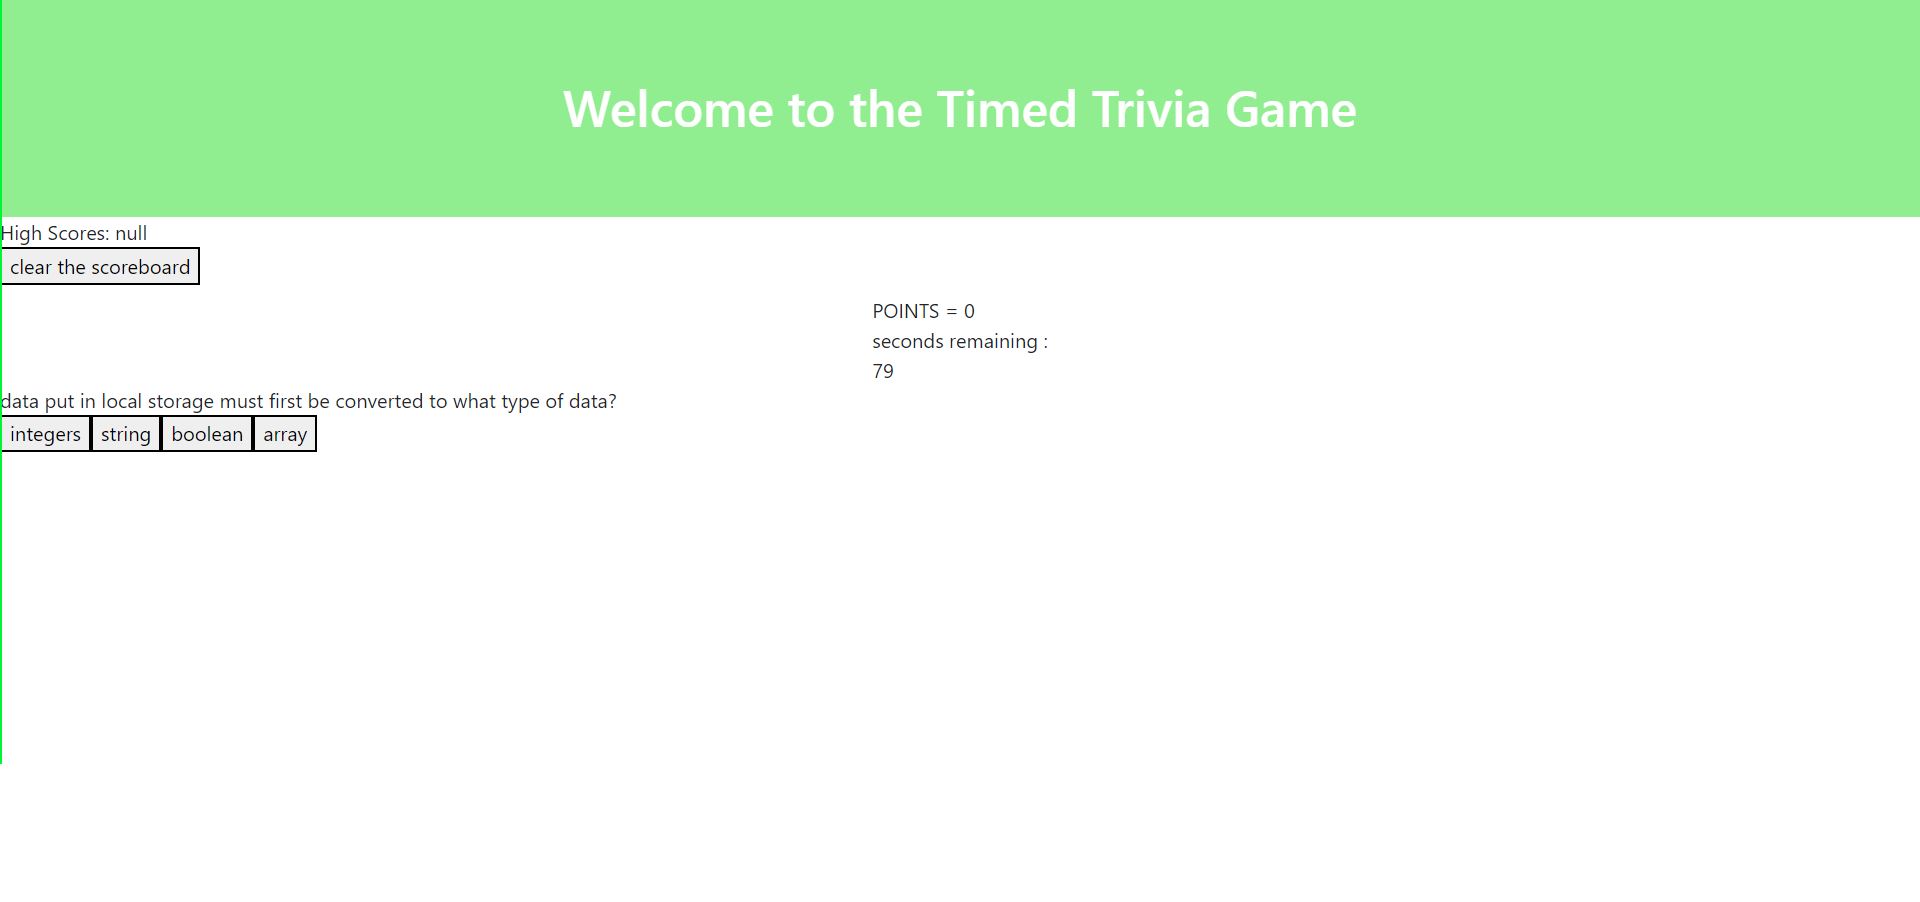 Welcome to the Timed Trivia Game
High Scores: null
clear the scoreboard
POINTS = 0
seconds remaining :
79
data put in local storage must first be converted to what type of data?
integers string boolean array